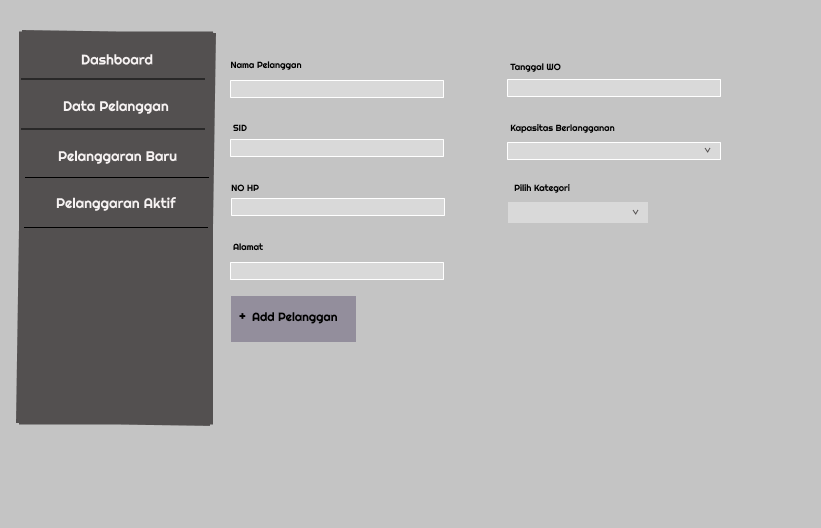 Dashboard
Data Pelanggan
Pelanggaran Baru
Pelanggaran Aktif
Nama Pelanggan
SID
NO HP
Alamat
+ Add Pelanggan
Tanggal WO
Kapasitas Berlangganan
Pilih Kategori